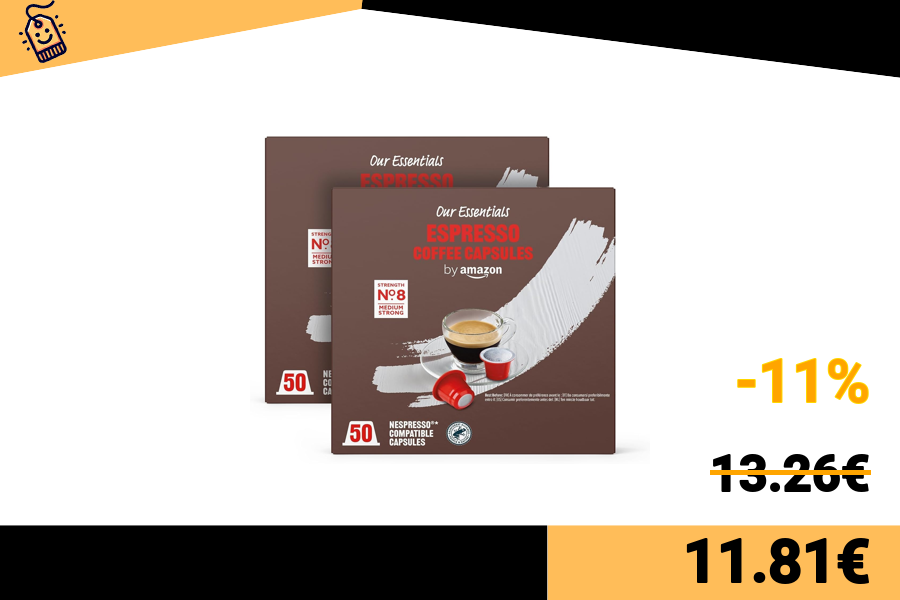 Our Essentials
ESPRESSO
STRENGTH
Nº
MEDIUM
STRONG
50
Our Essentials
ESPRESSO
COFFEE CAPSULES
by amazon
STRENGTH
Nº8
MEDIUM
STRONG
50
NESPRESSO®*
COMPATIBLE
CAPSULES
-11%
13.26€
11.81€